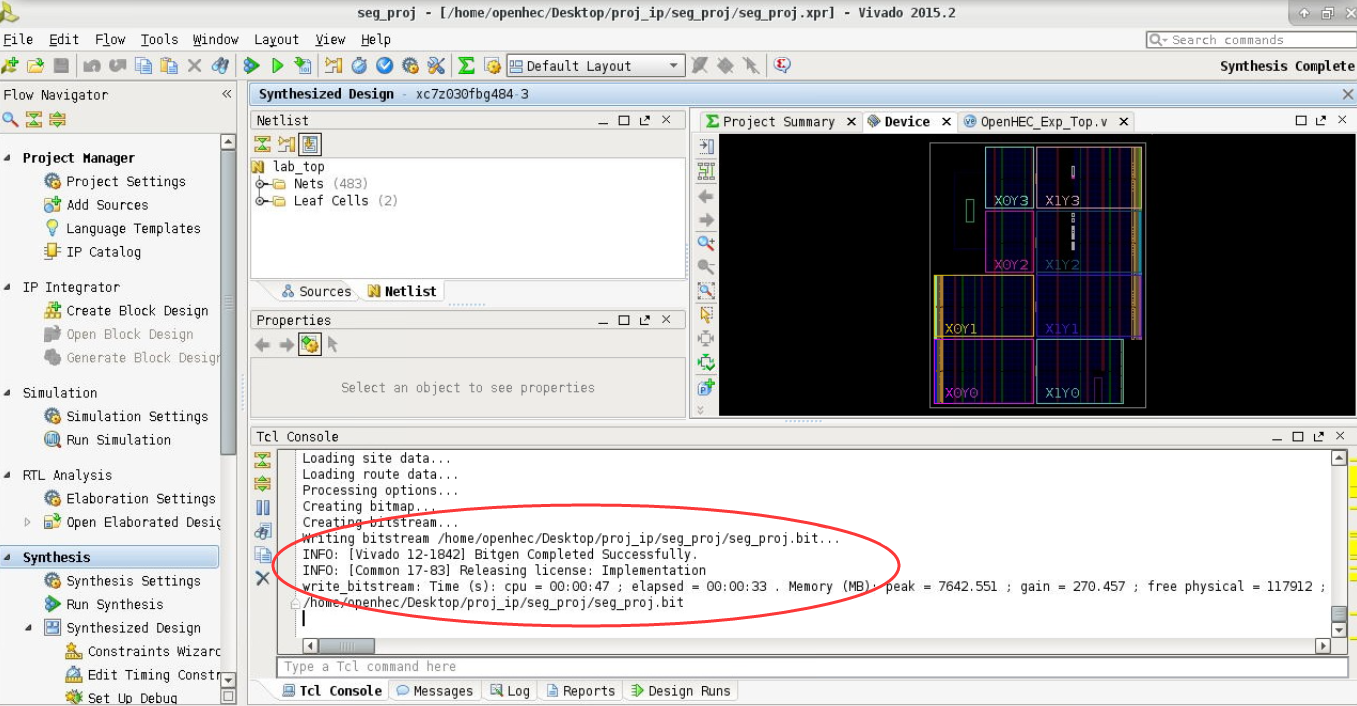 seg_proj - [/home/openhec/Desktop/proj_ip/seg_proj/seg_proj.xpr] - Vivado 2015.2
File Edit Flow Tools Window Layout View Help
Search commands
Default Layout
Synthesis Complete
Flow Navigator
Project Manager
Project Settings
Add Sources
Language Templates
IP Catalog
IP Integrator
Create Block Design
Open Block Design
Generate Block Design
Simulation
Simulation Settings
Run Simulation
RTL Analysis
Elaboration Settings
Open Elaborated Desig
Synthesis
Synthesis Settings
Run Synthesis
Synthesized Design
Constraints Wizard
Edit Timing Constr
Set Up Debug
Synthesized Design - xc7z030fbg484-3
Netlist
lab_top
Nets (483)
Leaf Cells (2)
Sources Netlist
Properties
Select an object to see properties
Project Summary Device OpenHEC_Exp_Top.v
X0Y3 X1Y3
X0Y2 X1Y2
X0Y1 X1Y1
X0Y0 X1Y0
Tcl Console
Loading site data...
Loading route data...
Processing options...
Creating bitmap...
Creating bitstream...
Writing bitstream /home/openhec/Desktop/proj_ip/seg_proj/seg_proj.bit...
INFO: [Vivado 12-1842] Bitgen Completed Successfully.
INFO: [Common 17-83] Releasing license: Implementation
write_bitstream: Time (s): cpu = 00:00:47 ; elapsed = 00:00:33 . Memory (MB): peak = 7642.551 ; gain = 270.457 ; free physical = 117912 ;
/home/openhec/Desktop/proj_ip/seg_proj/seg_proj.bit
Type a Tcl command here
Tcl Console Messages Log Reports Design Runs